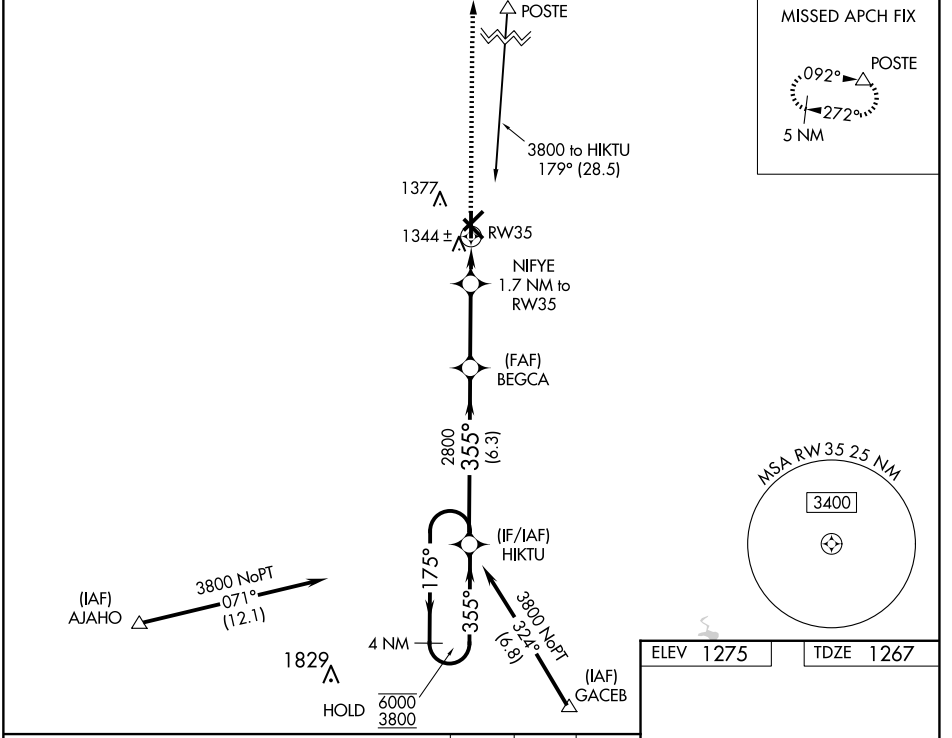 POSTE
MISSED APCH FIX
POSTE
092°
272°
5 NM
3800 to HIKTU
179° (28.5)
1377
1344 ±
RW35
NIFYE
1.7 NM to
RW35
(FAF)
BEGCA
2800
355°
(6.3)
MSA RW35 25 NM
3400
(IF/IAF)
HIKTU
175°
355°
3800 NoPT
071°
(12.1)
(IAF)
AJAHO
3800 NoPT
324°
(6.8)
4 NM
1829
HOLD
6000
3800
(IAF)
GACEB
ELEV 1275
TDZE 1267